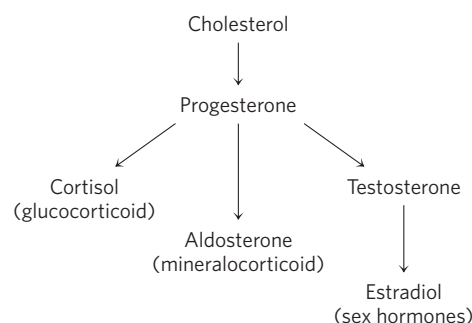 Cholesterol
Progesterone
Cortisol
(glucocorticoid)
Aldosterone
(mineralocorticoid)
Testosterone
Estradiol
(sex hormones)